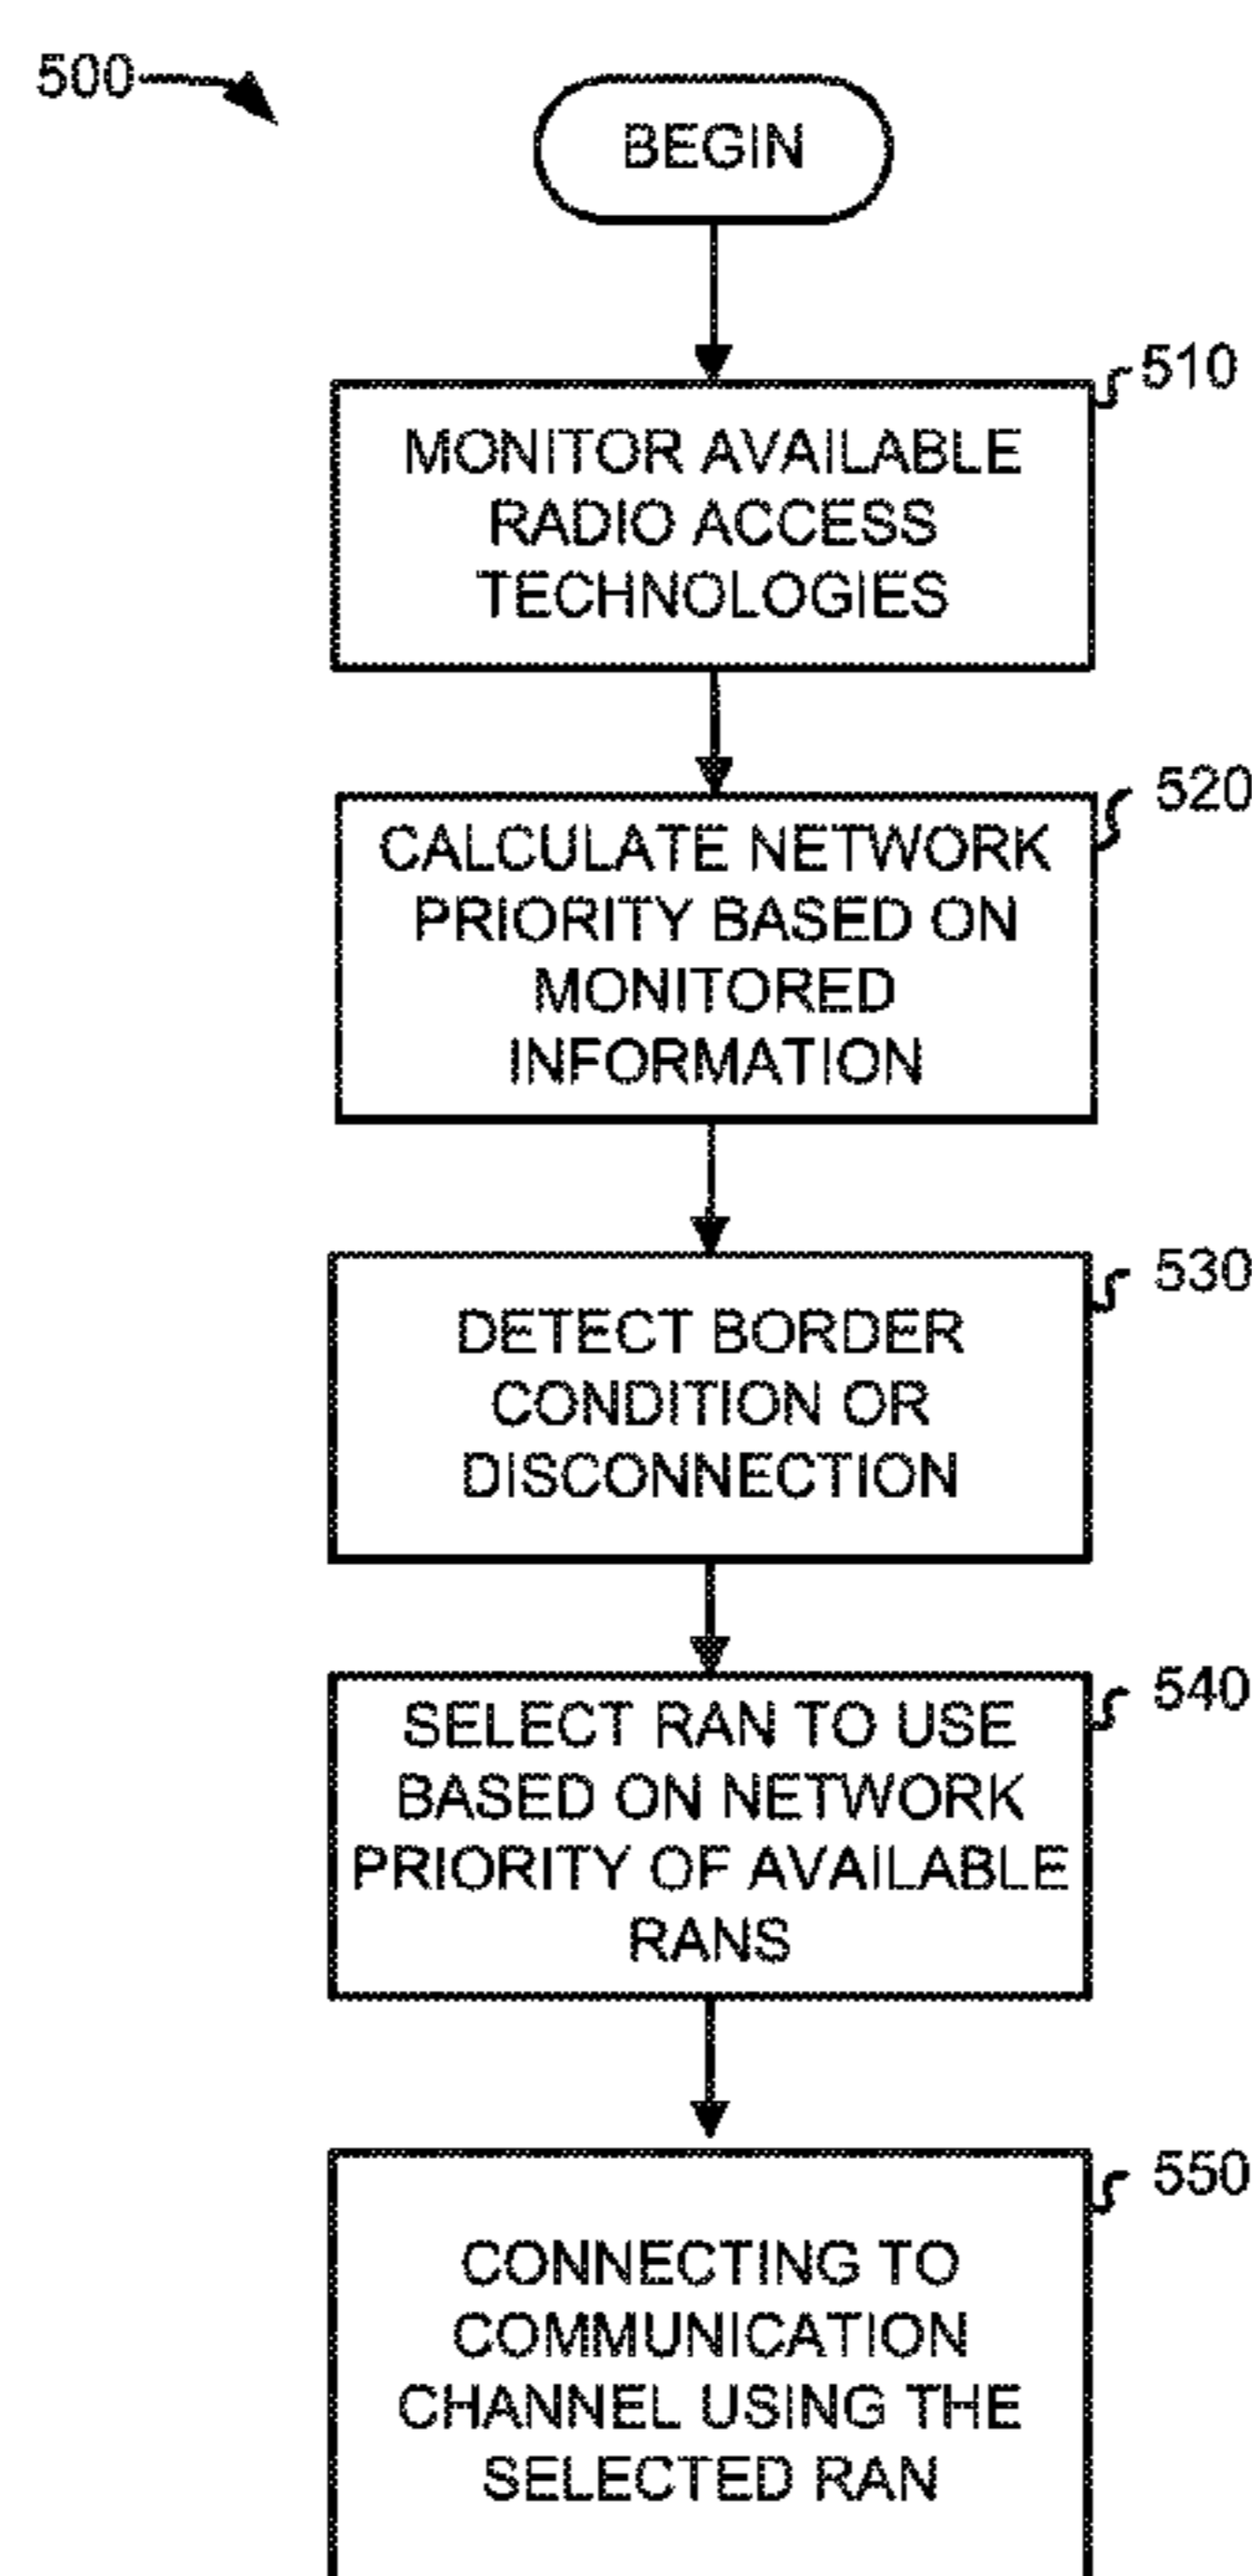 500
BEGIN
510
MONITOR AVAILABLE
RADIO ACCESS
TECHNOLOGIES
520
CALCULATE NETWORK
PRIORITY BASED ON
MONITORED
INFORMATION
530
DETECT BORDER
CONDITION OR
DISCONNECTION
540
SELECT RAN TO USE
BASED ON NETWORK
PRIORITY OF AVAILABLE
RANS
550
CONNECTING TO
COMMUNICATION
CHANNEL USING THE
SELECTED RAN